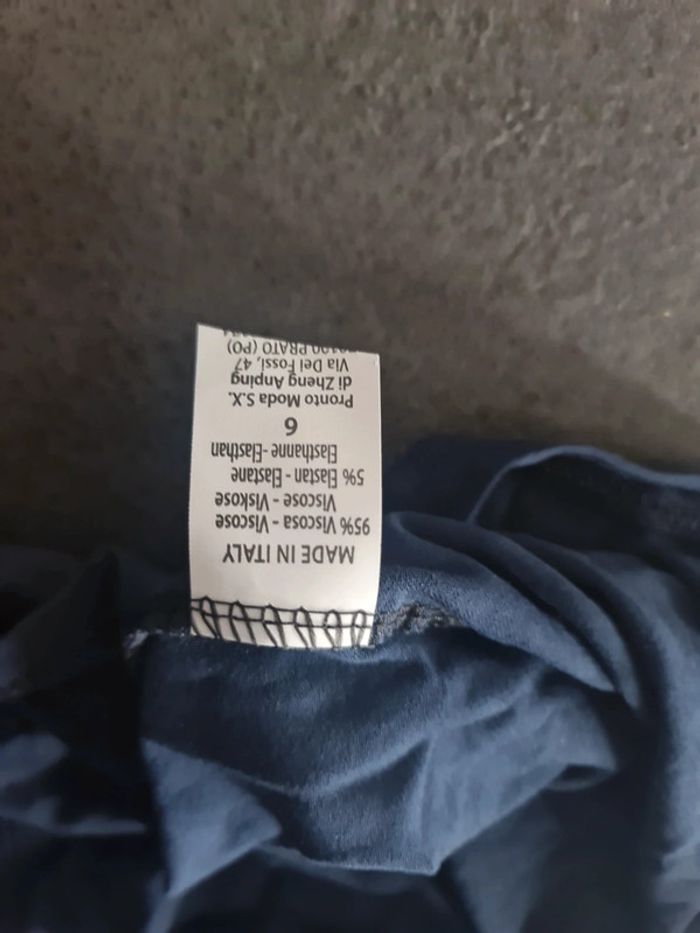 MADE IN ITALY
95% Viscosa - Viscose
Viscose - Viskose
5% Elastan - Elastane
Elasthanne-Elasthan
6
Pronto Moda S.X.
di Zheng Anping
Via Dei Fossi, 47
PRATO (PO)